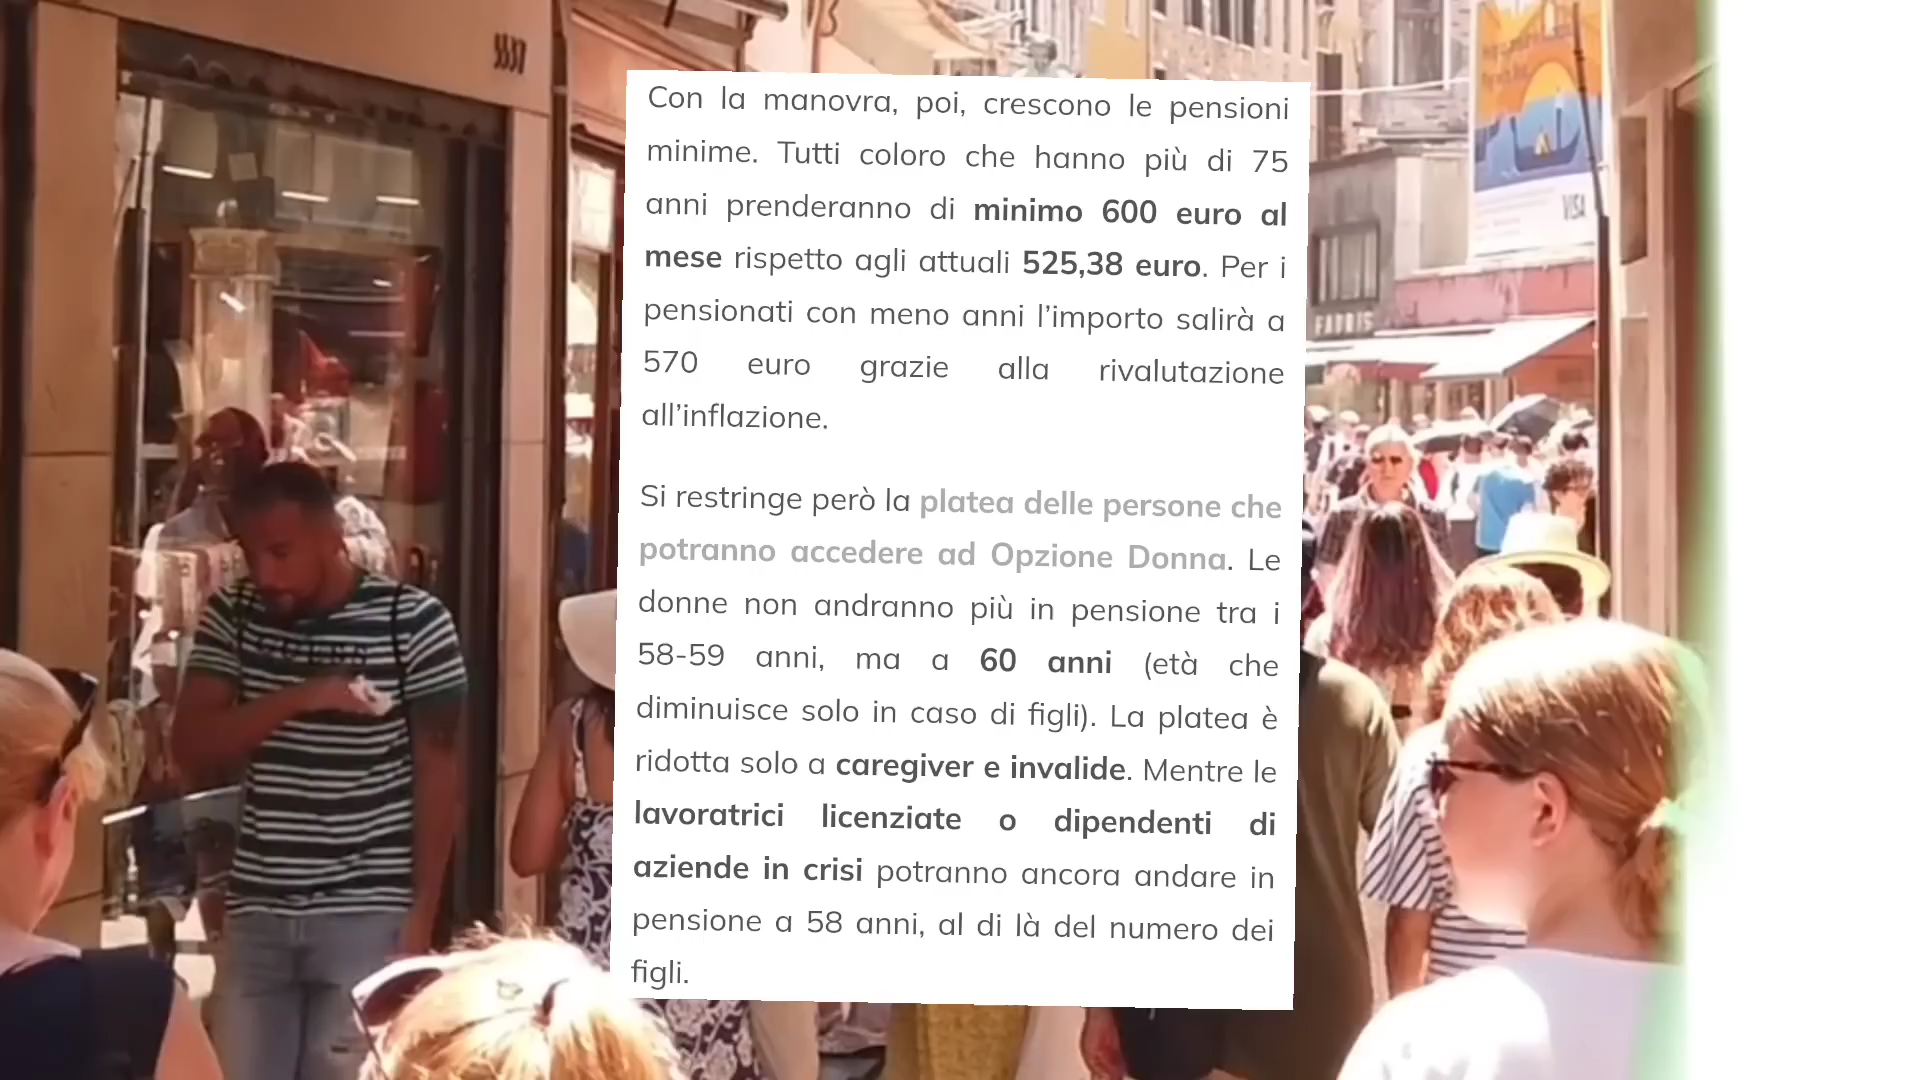 5537
Con la manovra, poi, crescono le pensioni
minime. Tutti coloro che hanno più di 75
anni prenderanno di minimo 600 euro al
mese rispetto agli attuali 525,38 euro. Per i
pensionati con meno anni l’importo salirà a
570 euro grazie alla rivalutazione
all’inflazione.
Si restringe però la platea delle persone che
potranno accedere ad Opzione Donna. Le
donne non andranno più in pensione tra i
58-59 anni, ma a 60 anni (età che
diminuisce solo in caso di figli). La platea è
ridotta solo a caregiver e invalide. Mentre le
lavoratrici licenziate o dipendenti di
aziende in crisi potranno ancora andare in
pensione a 58 anni, al di là del numero dei
figli.
VISA
FABRIS